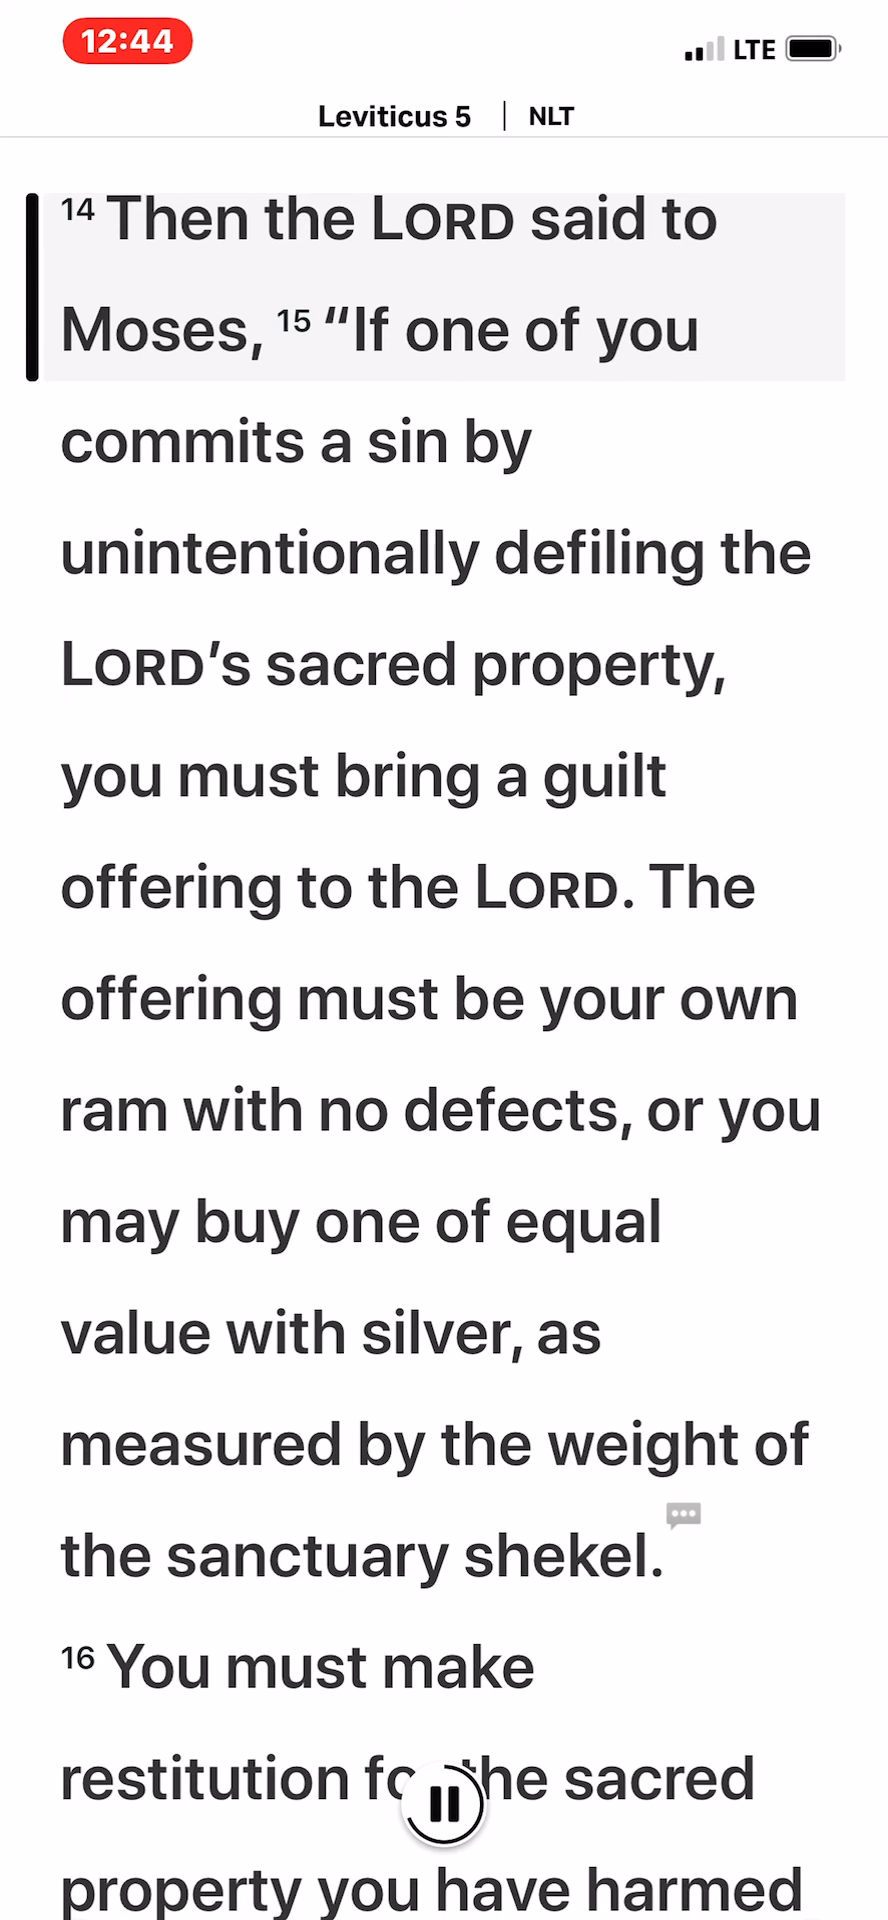 12:44 LTE
Leviticus 5 | NLT
14 Then the LORD said to
Moses, 15 “If one of you
commits a sin by
unintentionally defiling the
LORD’s sacred property,
you must bring a guilt
offering to the LORD. The
offering must be your own
ram with no defects, or you
may buy one of equal
value with silver, as
measured by the weight of
the sanctuary shekel.
16 You must make
restitution for the sacred
property you have harmed